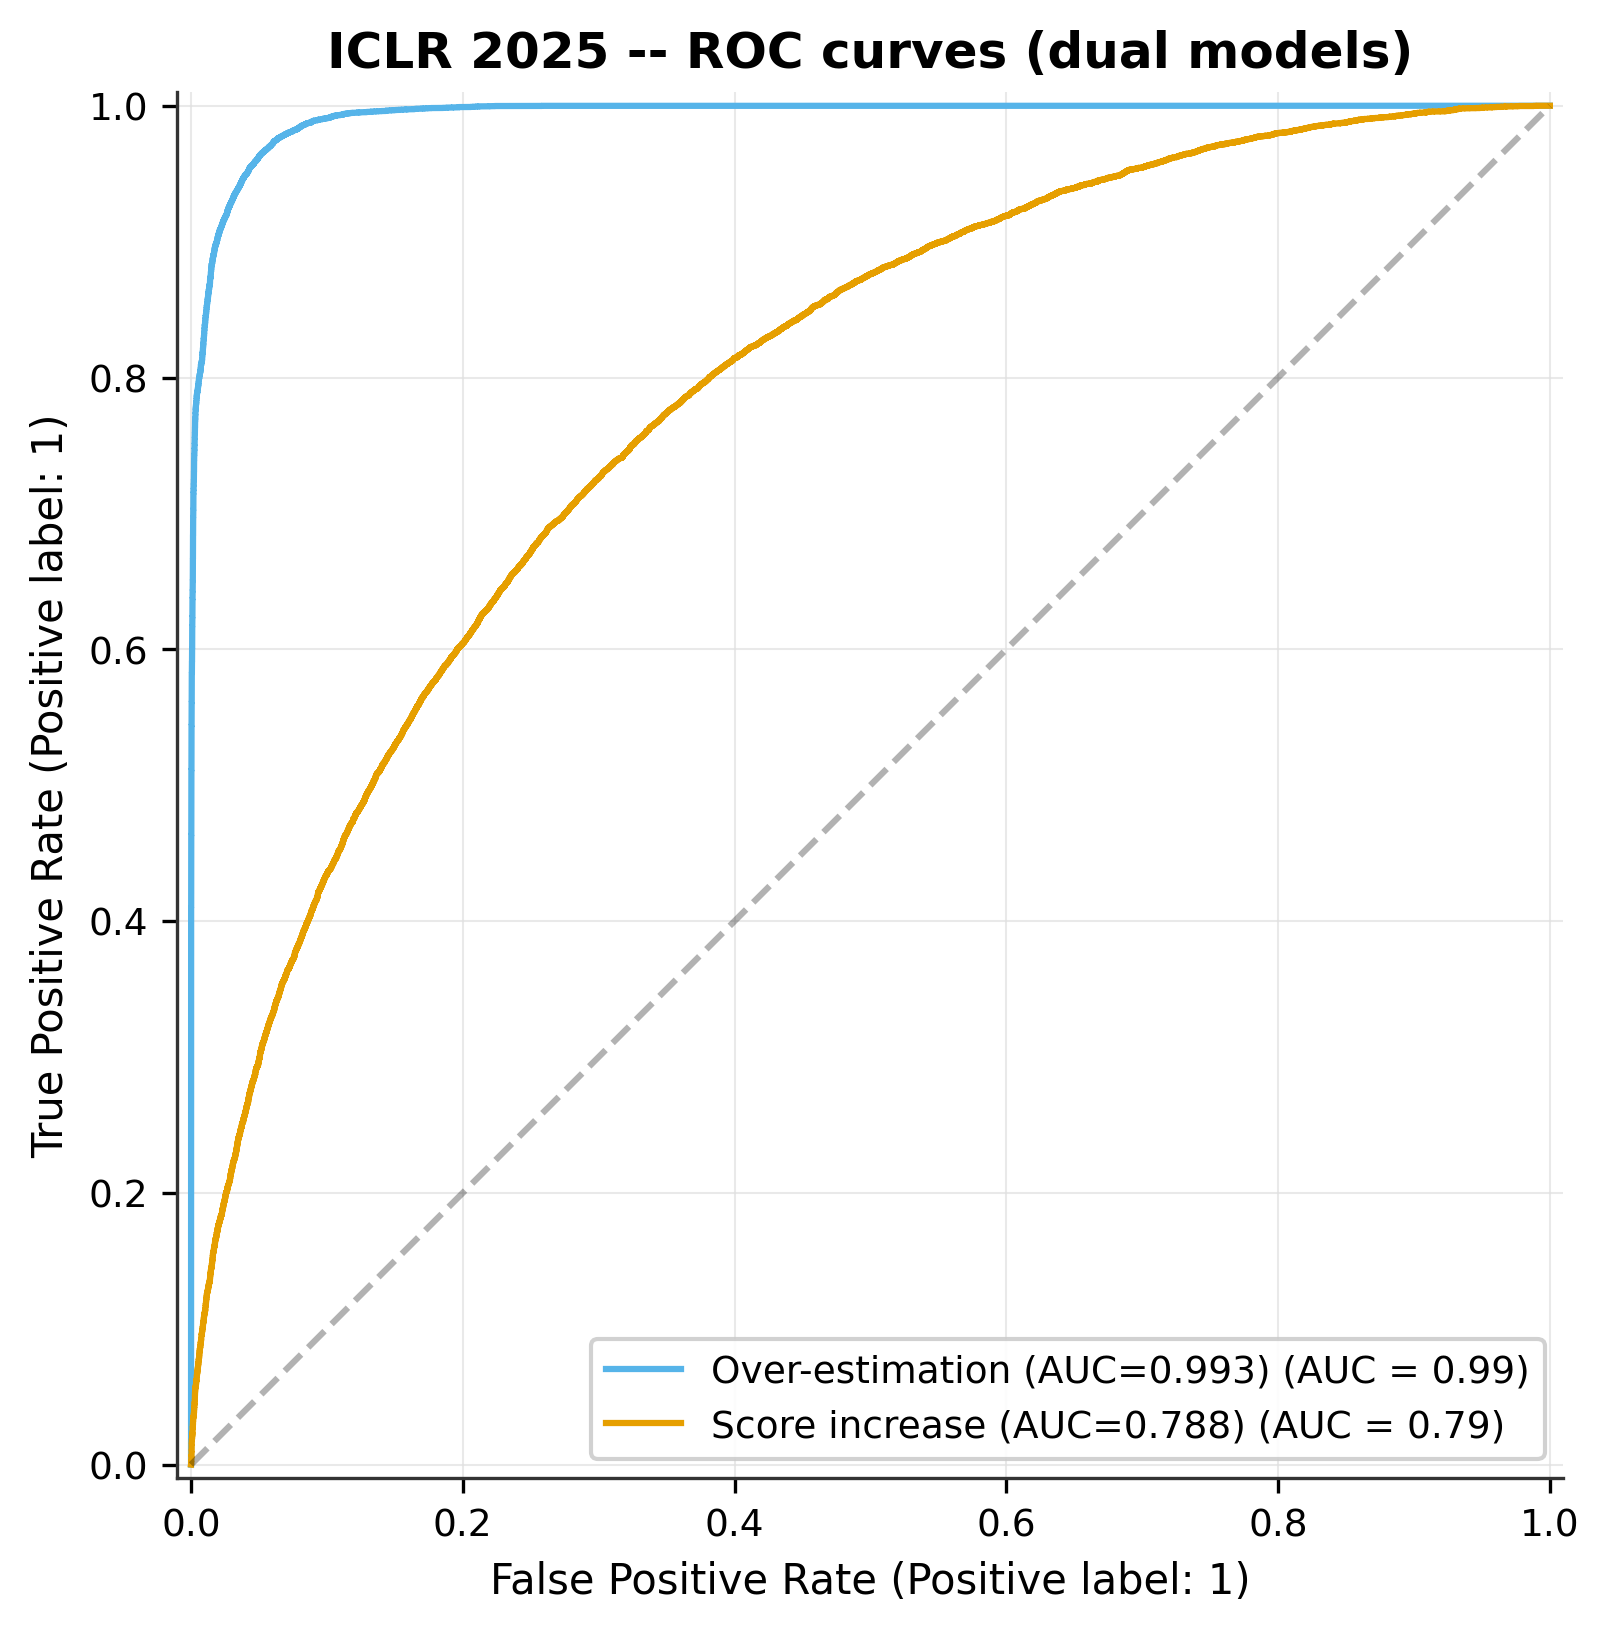 ICLR 2025 -- ROC curves (dual models)
1.0
0.8
0.6
0.4
0.2
0.0
True Positive Rate (Positive label: 1)
Over-estimation (AUC=0.993) (AUC = 0.99)
Score increase (AUC=0.788) (AUC = 0.79)
0.0 0.2 0.4 0.6 0.8 1.0
False Positive Rate (Positive label: 1)